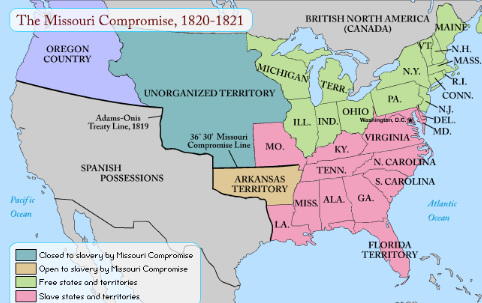 The Missouri Compromise, 1820-1821
BRITISH NORTH AMERICA
(CANADA)
OREGON
COUNTRY
MAINE
VT.
N.H.
MASS.
N.Y.
R.I.
CONN.
MICHIGAN
TERR.
PA.
N.J.
DEL.
MD.
UNORGANIZED TERRITORY
ILL.
IND.
OHIO
Washington, D.C.
Adams-Onis
Treaty Line, 1819
36° 30' Missouri
Compromise Line
MO.
KY.
VIRGINIA
N. CAROLINA
TENN.
S. CAROLINA
SPANISH
POSSESSIONS
ARKANSAS
TERRITORY
MISS.
ALA.
GA.
LA.
Pacific
Ocean
Atlantic
Ocean
FLORIDA
TERRITORY
Closed to slavery by Missouri Compromise
Open to slavery by Missouri Compromise
Free states and territories
Slave states and territories